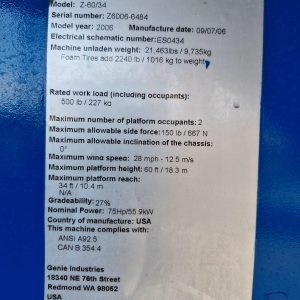 Model: Z-60/34
Serial number: Z6006-6484
Model year: 2006 Manufacture date: 09/07/06
Electrical schematic number: ES0434
Machine unladen weight: 21,463lbs / 9,735kg
Foam Tires add 2240 lb / 1016 kg to weight
Rated work load (including occupants):
500 lb / 227 kg
Maximum number of platform occupants: 2
Maximum allowable side force: 150 lb / 667 N
Maximum allowable inclination of the chassis:
0°
Maximum wind speed: 28 mph - 12.5 m/s
Maximum platform height: 60 ft / 18.3 m
Maximum platform reach:
34 ft / 10.4 m
N/A
Gradeability: 27%
Nominal Power: 75Hp/55.9kW
Country of manufacture: USA
This machine complies with:
ANSI A92.5
CAN B.354.4
Genie Industries
18340 NE 76th Street
Redmond WA 98052
USA